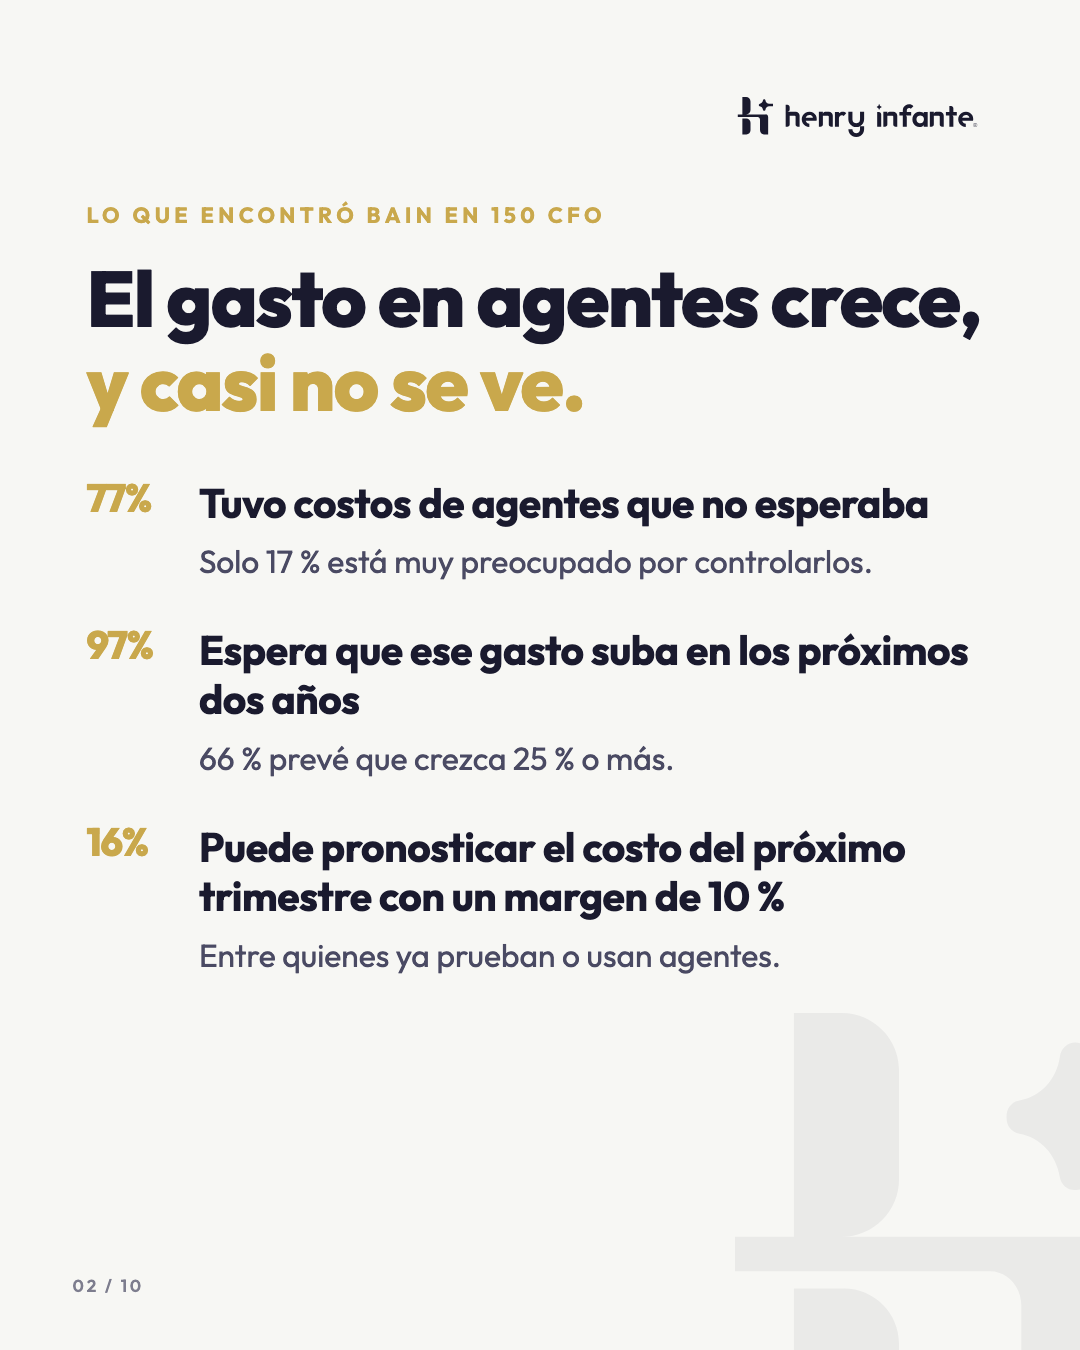 henry infante
LO QUE ENCONTRÓ BAIN EN 150 CFO
El gasto en agentes crece,
y casi no se ve.
77%
Tuvo costos de agentes que no esperaba
Solo 17 % está muy preocupado por controlarlos.
97%
Espera que ese gasto suba en los próximos
dos años
66 % prevé que crezca 25 % o más.
16%
Puede pronosticar el costo del próximo
trimestre con un margen de 10 %
Entre quienes ya prueban o usan agentes.
02 / 10